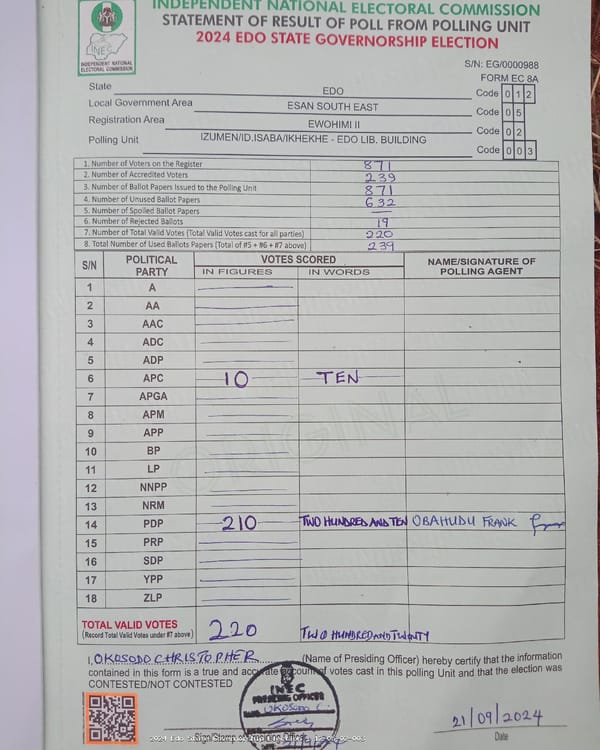 INDEPENDENT NATIONAL ELECTORAL COMMISSION
STATEMENT OF RESULT OF POLL FROM POLLING UNIT
2024 EDO STATE GOVERNORSHIP ELECTION
INEC
INDEPENDENT NATIONAL
ELECTORAL COMMISSION
S/N: EG/0000988
FORM EC 8A
State EDO Code 0 1 2
Local Government Area ESAN SOUTH EAST Code 0 5
Registration Area EWOHIMI II Code 0 2
Polling Unit IZUMEN/ID.ISABA/IKHEKHE - EDO LIB. BUILDING Code 0 0 3
1. Number of Voters on the Register 871
2. Number of Accredited Voters 239
3. Number of Ballot Papers Issued to the Polling Unit 871
4. Number of Unused Ballot Papers 632
5. Number of Spoiled Ballot Papers —
6. Number of Rejected Ballots 19
7. Number of Total Valid Votes (Total Valid Votes cast for all parties) 220
8. Total Number of Used Ballots Papers (Total of #5 + #6 + #7 above) 239
S/N POLITICAL PARTY VOTES SCORED NAME/SIGNATURE OF POLLING AGENT
IN FIGURES IN WORDS
1 A
2 AA
3 AAC
4 ADC
5 ADP
6 APC 10 TEN
7 APGA
8 APM
9 APP
10 BP
11 LP
12 NNPP
13 NRM
14 PDP 210 TWO HUNDRED AND TEN OBAHUDU FRANK
15 PRP
16 SDP
17 YPP
18 ZLP
ORIGINAL
TOTAL VALID VOTES 220 TWO HUNDRED AND TWENTY
(Record Total Valid Votes under #7 above)
I, OKOSODO CHRISTOPHER (Name of Presiding Officer) hereby certify that the information
contained in this form is a true and accurate account of votes cast in this polling Unit and that the election was
CONTESTED/NOT CONTESTED
INEC
PRESIDING OFFICER
OKOSODO C.
21/09/2024
Date